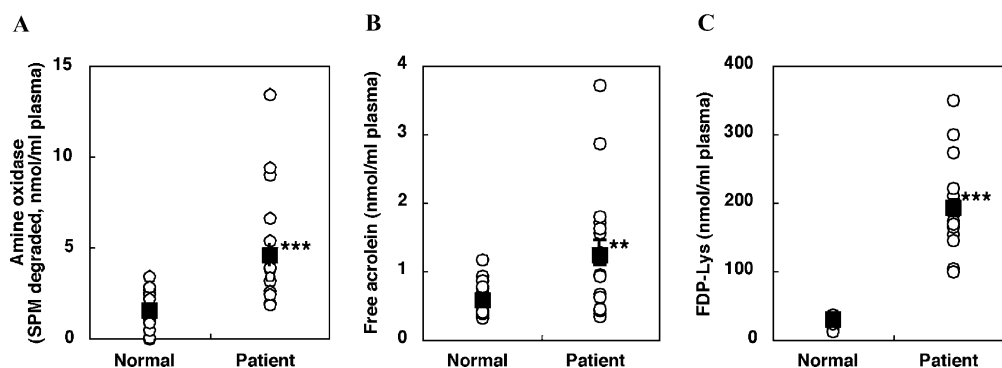 A
Amine oxidase
(SPM degraded, nmol/ml plasma)
15
10
5
0
***
Normal Patient
B
Free acrolein (nmol/ml plasma)
4
3
2
1
0
**
Normal Patient
C
FDP-Lys (nmol/ml plasma)
400
300
200
100
0
***
Normal Patient